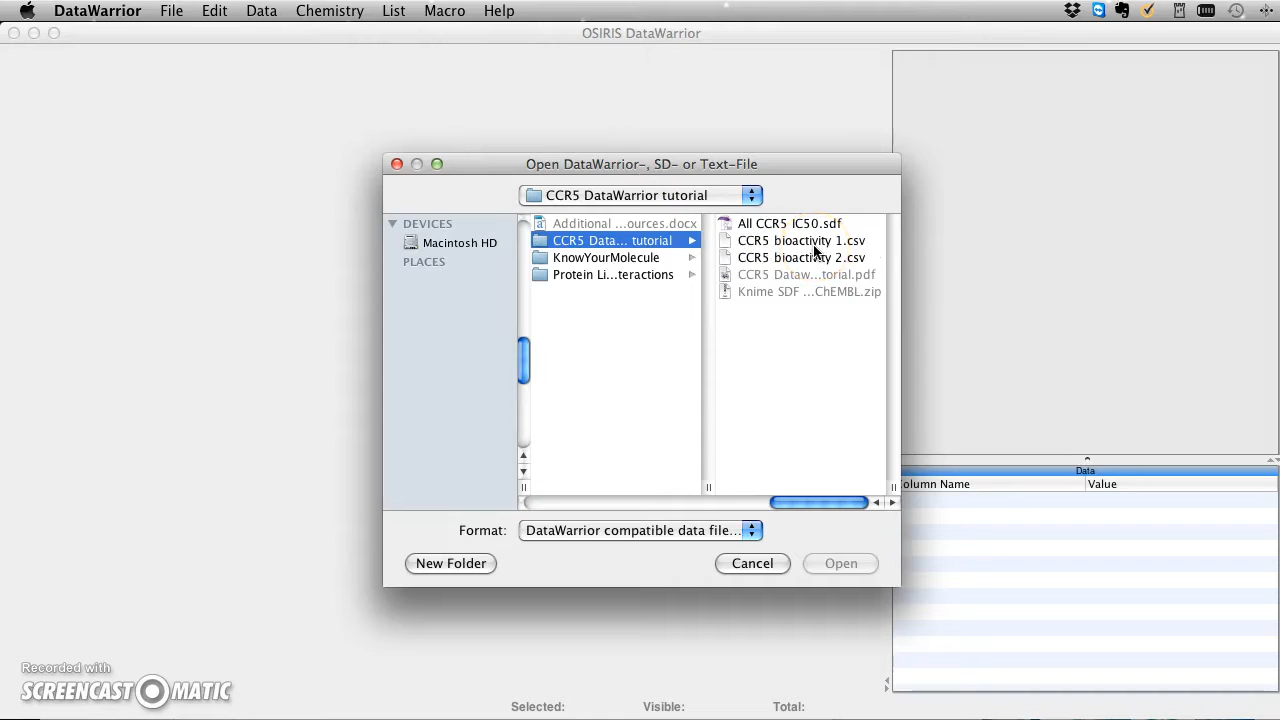 DataWarrior File Edit Data Chemistry List Macro Help
OSIRIS DataWarrior
Open DataWarrior-, SD- or Text-File
CCR5 DataWarrior tutorial
DEVICES
Macintosh HD
PLACES
Additional ...ources.docx
CCR5 Data... tutorial
KnowYourMolecule
Protein Li...teractions
All CCR5 IC50.sdf
CCR5 bioactivity 1.csv
CCR5 bioactivity 2.csv
CCR5 Dataw...torial.pdf
Knime SDF ...ChEMBL.zip
Format: DataWarrior compatible data file...
New Folder Cancel Open
Data
Column Name Value
Recorded with
SCREENCAST MATIC
Selected: Visible: Total: